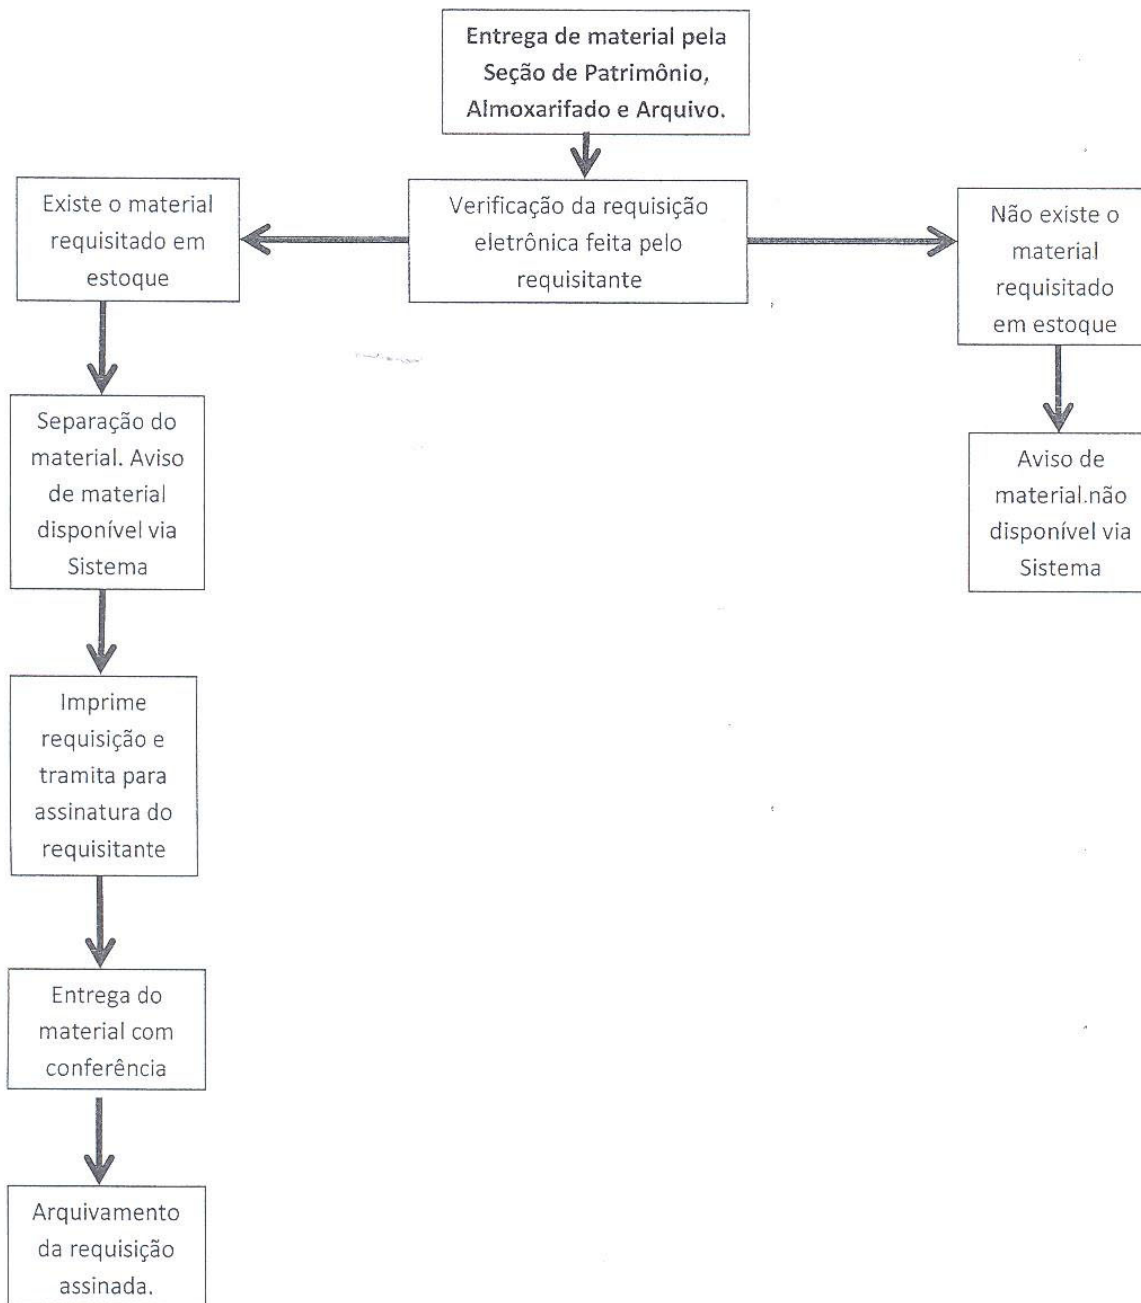 Entrega de material pela
Seção de Patrimônio,
Almoxarifado e Arquivo.
Verificação da requisição
eletrônica feita pelo
requisitante
Existe o material
requisitado em
estoque
Não existe o
material
requisitado
em estoque
Separação do
material. Aviso
de material
disponível via
Sistema
Aviso de
material.não
disponível via
Sistema
Imprime
requisição e
tramita para
assinatura do
requisitante
Entrega do
material com
conferência
Arquivamento
da requisição
assinada.